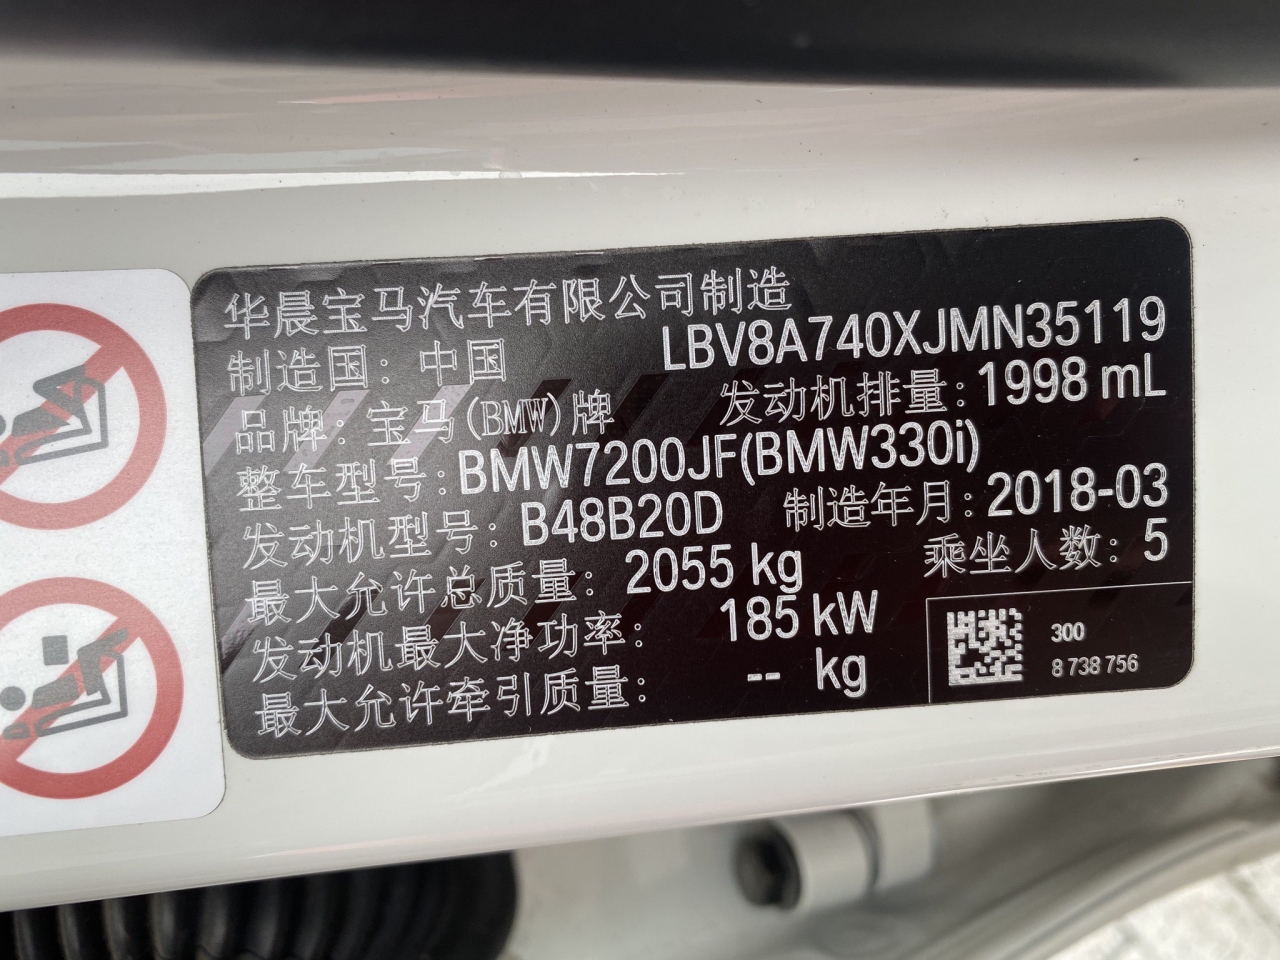 华晨宝马汽车有限公司制造
制造国: 中国 LBV8A740XJMN35119
品牌: 宝马(BMW)牌 发动机排量: 1998 mL
整车型号: BMW7200JF(BMW330i)
发动机型号: B48B20D 制造年月: 2018-03
最大允许总质量: 2055 kg 乘坐人数: 5
发动机最大净功率: 185 kW
最大允许牵引质量: -- kg
300
8 738 756